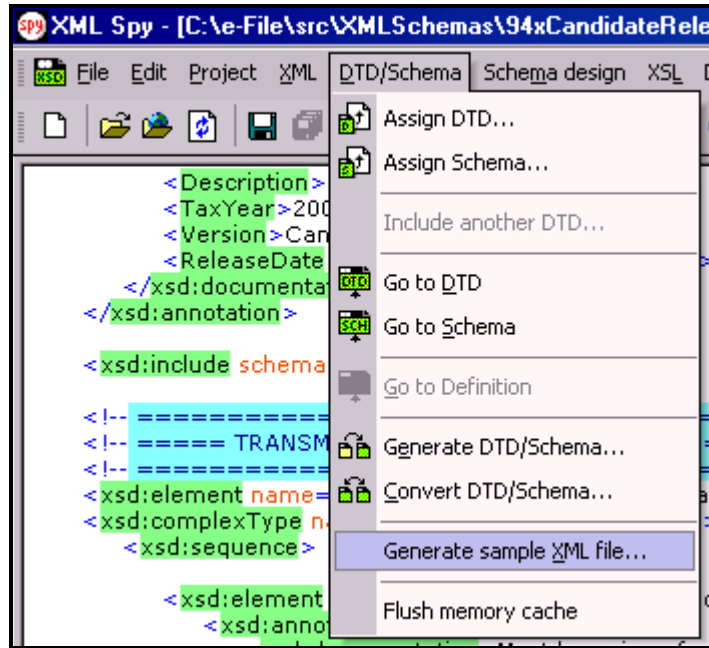 XML Spy - [C:\e-File\src\XMLSchemas\94xCandidateRele
File Edit Project XML DTD/Schema Schema design XSL
Assign DTD...
Assign Schema...
Include another DTD...
Go to DTD
Go to Schema
Go to Definition
Generate DTD/Schema...
Convert DTD/Schema...
Generate sample XML file...
Flush memory cache
<Description>
<TaxYear>200
<Version>Can
<ReleaseDate
</xsd:documenta
</xsd:annotation>
<xsd:include schema
<!-- ============
<!-- ===== TRANSM
<!-- ============
<xsd:element name=
<xsd:complexType na
<xsd:sequence>
<xsd:element
<xsd:anno